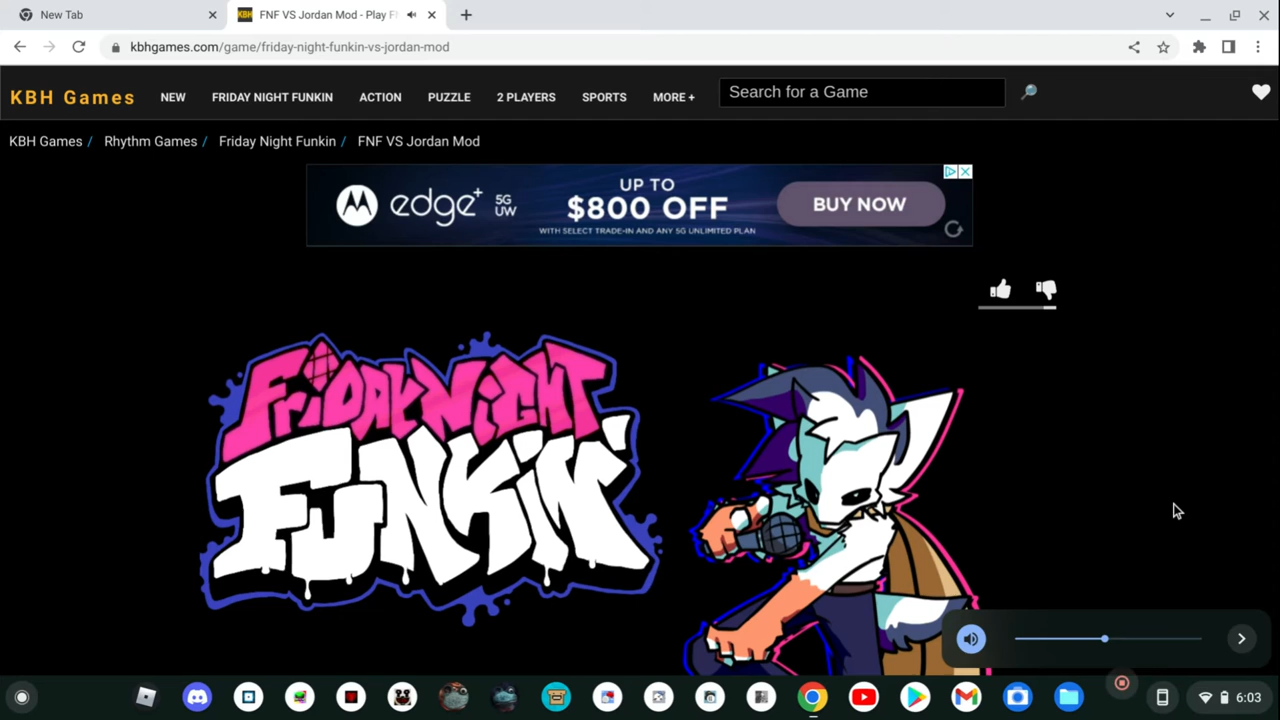 New Tab
FNF VS Jordan Mod - Play F
kbhgames.com/game/friday-night-funkin-vs-jordan-mod
KBH Games
NEW
FRIDAY NIGHT FUNKIN
ACTION
PUZZLE
2 PLAYERS
SPORTS
MORE +
Search for a Game
KBH Games / Rhythm Games / Friday Night Funkin / FNF VS Jordan Mod
edge+ 5G UW
UP TO
$800 OFF
WITH SELECT TRADE-IN AND ANY 5G UNLIMITED PLAN
BUY NOW
FRIDAY NIGHT
FUNKIN'
6:03